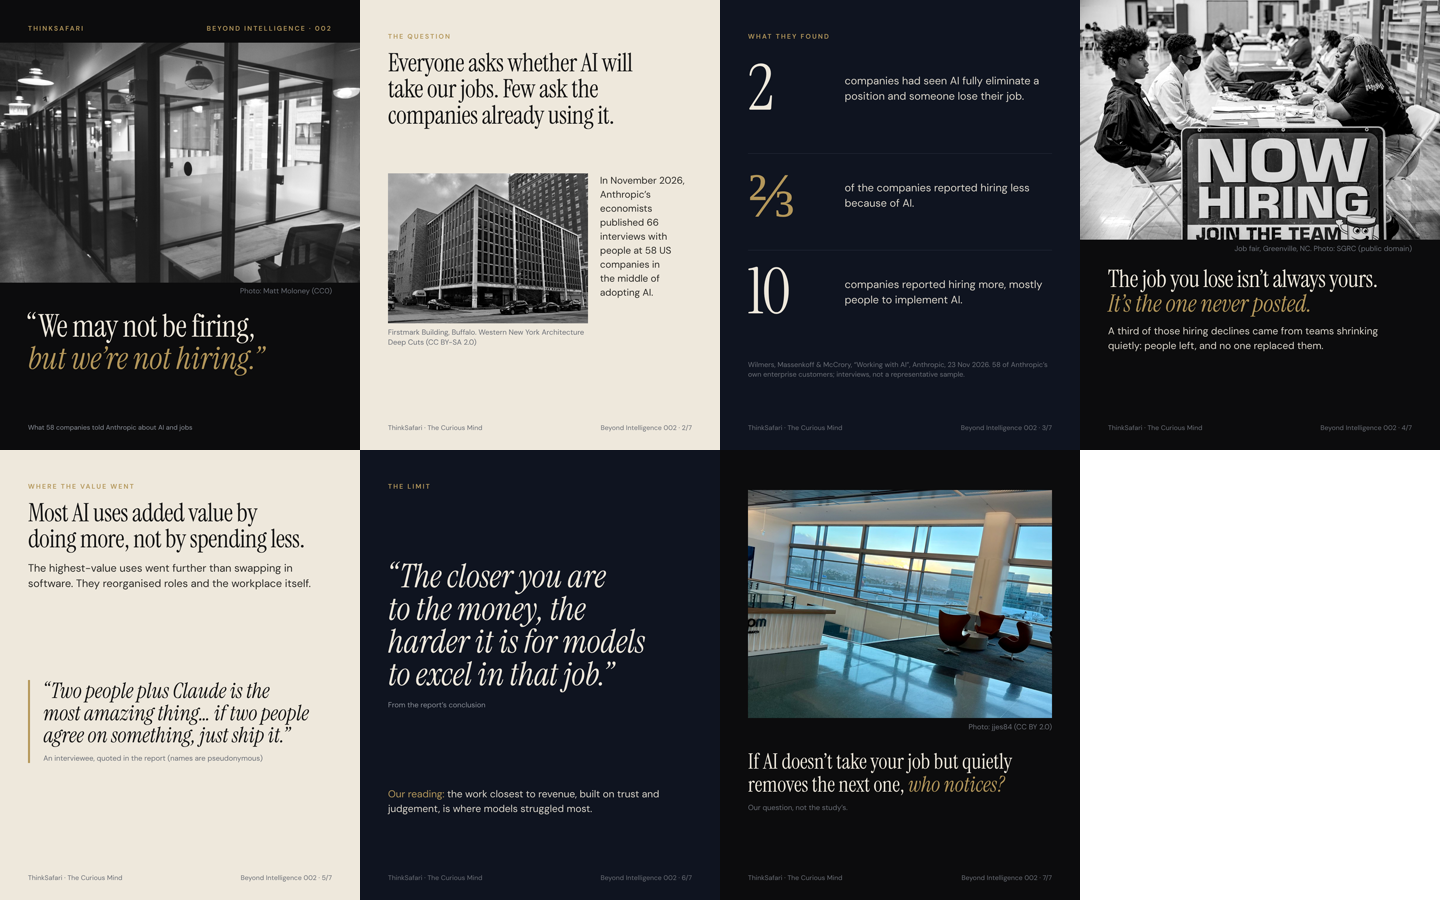 THINKSAFARI
BEYOND INTELLIGENCE · 002
Photo: Matt Moloney (CC0)
“We may not be firing,
but we’re not hiring.”
What 58 companies told Anthropic about AI and jobs
THE QUESTION
Everyone asks whether AI will
take our jobs. Few ask the
companies already using it.
In November 2026,
Anthropic’s
economists
published 66
interviews with
people at 58 US
companies in
the middle of
adopting AI.
Firstmark Building, Buffalo. Western New York Architecture
Deep Cuts (CC BY-SA 2.0)
ThinkSafari · The Curious Mind
Beyond Intelligence 002 · 2/7
WHAT THEY FOUND
2
companies had seen AI fully eliminate a
position and someone lose their job.
⅔
of the companies reported hiring less
because of AI.
10
companies reported hiring more, mostly
people to implement AI.
Wilmers, Massenkoff & McCrory, “Working with AI”, Anthropic, 23 Nov 2026. 58 of Anthropic’s
own enterprise customers; interviews, not a representative sample.
ThinkSafari · The Curious Mind
Beyond Intelligence 002 · 3/7
NOW
HIRING
JOIN THE TEAM
Job fair, Greenville, NC. Photo: SGRC (public domain)
The job you lose isn’t always yours.
It’s the one never posted.
A third of those hiring declines came from teams shrinking
quietly: people left, and no one replaced them.
ThinkSafari · The Curious Mind
Beyond Intelligence 002 · 4/7
WHERE THE VALUE WENT
Most AI uses added value by
doing more, not by spending less.
The highest-value uses went further than swapping in
software. They reorganised roles and the workplace itself.
“Two people plus Claude is the
most amazing thing... if two people
agree on something, just ship it.”
An interviewee, quoted in the report (names are pseudonymous)
ThinkSafari · The Curious Mind
Beyond Intelligence 002 · 5/7
THE LIMIT
“The closer you are
to the money, the
harder it is for models
to excel in that job.”
From the report’s conclusion
Our reading: the work closest to revenue, built on trust and
judgement, is where models struggled most.
ThinkSafari · The Curious Mind
Beyond Intelligence 002 · 6/7
Photo: jjes84 (CC BY 2.0)
If AI doesn’t take your job but quietly
removes the next one, who notices?
Our question, not the study’s.
ThinkSafari · The Curious Mind
Beyond Intelligence 002 · 7/7